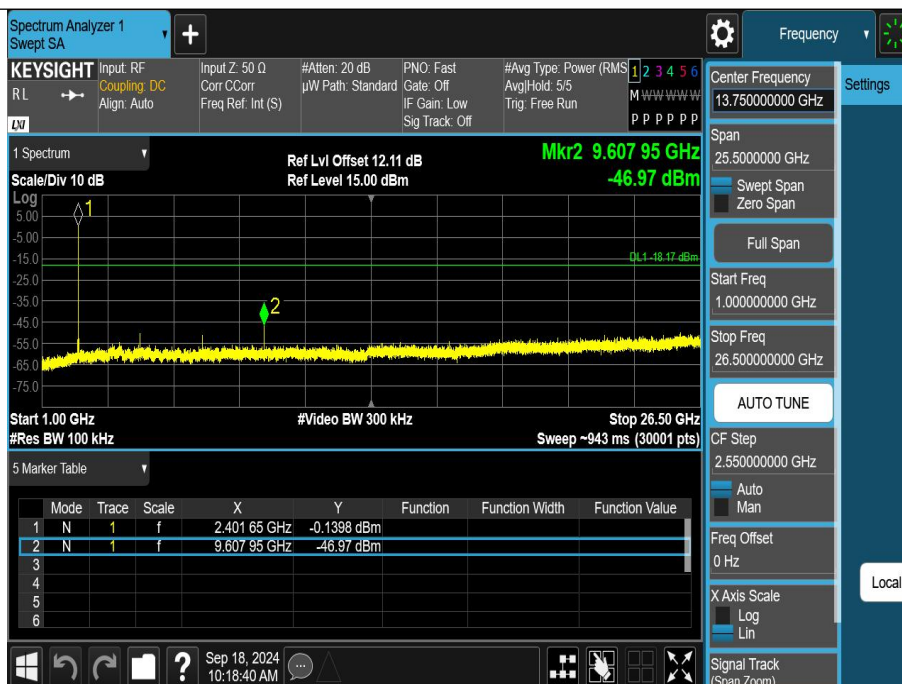 Spectrum Analyzer 1
Swept SA
Frequency
KEYSIGHT
RL
LXI
Input: RF
Coupling: DC
Align: Auto
Input Z: 50 Ω
Corr CCorr
Freq Ref: Int (S)
#Atten: 20 dB
µW Path: Standard
PNO: Fast
Gate: Off
IF Gain: Low
Sig Track: Off
#Avg Type: Power (RMS
Avg|Hold: 5/5
Trig: Free Run
1 2 3 4 5 6
M W W W W W
P P P P P P
1 Spectrum
Scale/Div 10 dB
Ref Lvl Offset 12.11 dB
Ref Level 15.00 dBm
Mkr2 9.607 95 GHz
-46.97 dBm
Log
5.00
-5.00
-15.0
-25.0
-35.0
-45.0
-55.0
-65.0
-75.0
1
2
DL1 -18.17 dBm
Start 1.00 GHz
#Video BW 300 kHz
Stop 26.50 GHz
#Res BW 100 kHz
Sweep ~943 ms (30001 pts)
5 Marker Table
Mode Trace Scale X Y Function Function Width Function Value
1 N 1 f 2.401 65 GHz -0.1398 dBm
2 N 1 f 9.607 95 GHz -46.97 dBm
3
4
5
6
Sep 18, 2024
10:18:40 AM
Center Frequency
13.750000000 GHz
Settings
Span
25.5000000 GHz
Swept Span
Zero Span
Full Span
Start Freq
1.000000000 GHz
Stop Freq
26.500000000 GHz
AUTO TUNE
CF Step
2.550000000 GHz
Auto
Man
Freq Offset
0 Hz
Local
X Axis Scale
Log
Lin
Signal Track
(Span Zoom)